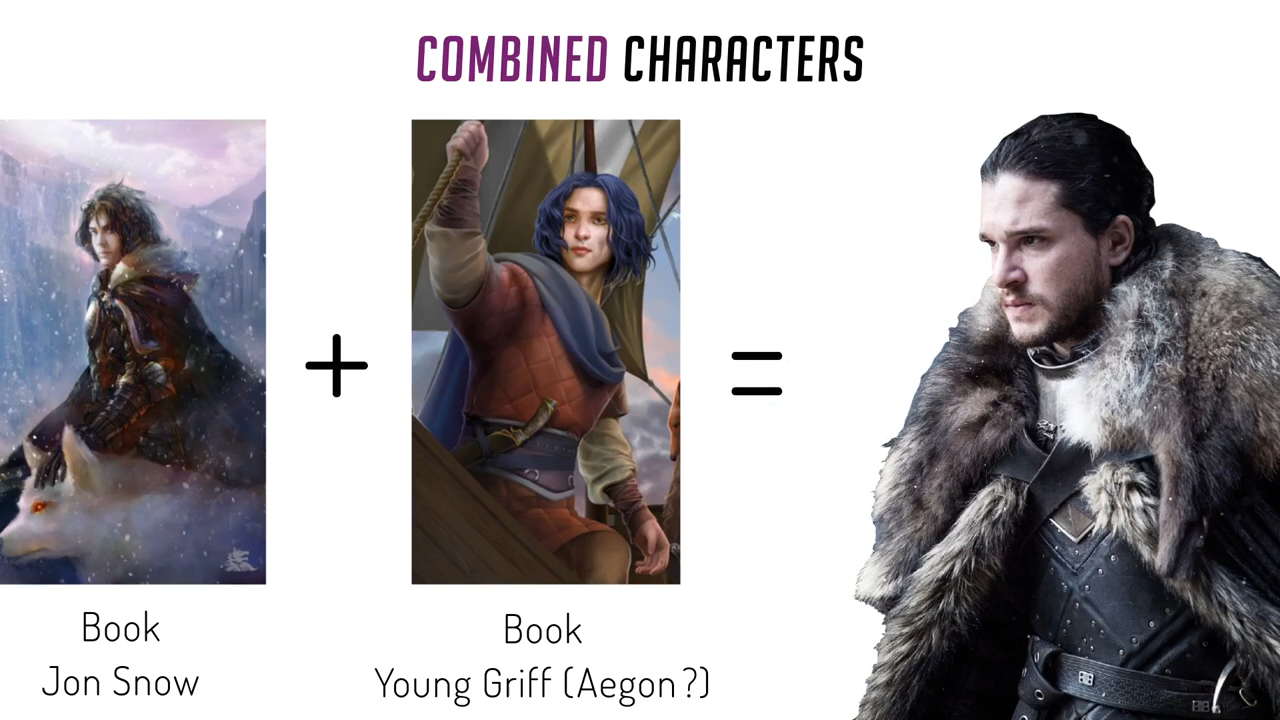 COMBINED CHARACTERS
+
=
Book
Jon Snow
Book
Young Griff (Aegon?)